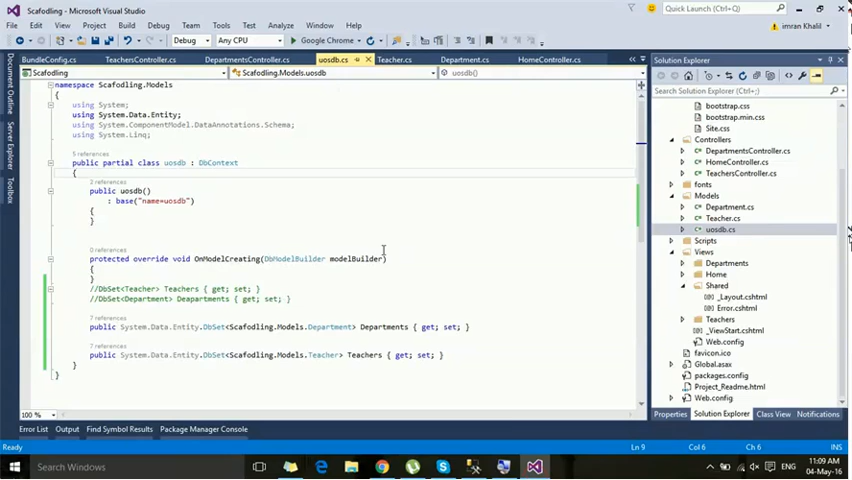 Scafodling - Microsoft Visual Studio
Quick Launch (Ctrl+Q)
File Edit View Project Build Debug Team Tools Test Analyze Window Help
imran Khalil
Debug Any CPU Google Chrome
BundleConfig.cs TeachersController.cs DepartmentsController.cs uosdb.cs Teacher.cs Department.cs HomeController.cs
Scafodling Scafodling.Models.uosdb uosdb()
namespace Scafodling.Models
{
using System;
using System.Data.Entity;
using System.ComponentModel.DataAnnotations.Schema;
using System.Linq;
5 references
public partial class uosdb : DbContext
{
2 references
public uosdb()
: base("name=uosdb")
{
}
0 references
protected override void OnModelCreating(DbModelBuilder modelBuilder)
{
}
//DbSet<Teacher> Teachers { get; set; }
//DbSet<Department> Deapartments { get; set; }
7 references
public System.Data.Entity.DbSet<Scafodling.Models.Department> Departments { get; set; }
7 references
public System.Data.Entity.DbSet<Scafodling.Models.Teacher> Teachers { get; set; }
}
}
100 %
Document Outline
Server Explorer
Toolbox
Solution Explorer
Search Solution Explorer (Ctrl+;)
bootstrap.css
bootstrap.min.css
Site.css
Controllers
DepartmentsController.cs
HomeController.cs
TeachersController.cs
fonts
Models
Department.cs
Teacher.cs
uosdb.cs
Scripts
Views
Departments
Home
Shared
_Layout.cshtml
Error.cshtml
Teachers
_ViewStart.cshtml
Web.config
favicon.ico
Global.asax
packages.config
Project_Readme.html
Web.config
Properties Solution Explorer Class View Notifications
Error List Output Find Symbol Results Package Manager Console
Ready Ln 9 Col 6 Ch 6 INS
Search Windows
11:09 AM
04-May-16